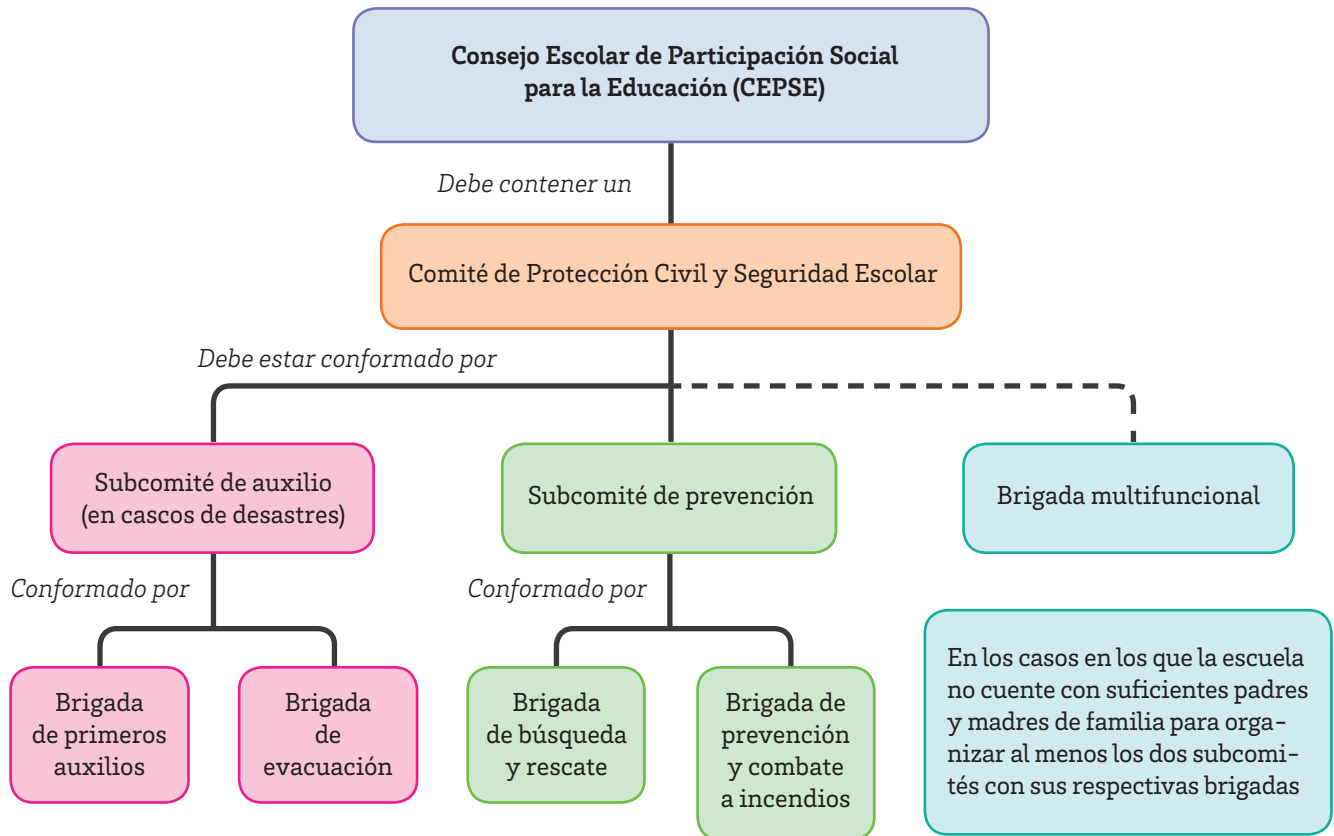 Consejo Escolar de Participación Social
para la Educación (CEPSE)
Debe contener un
Comité de Protección Civil y Seguridad Escolar
Debe estar conformado por
Subcomité de auxilio
(en cascos de desastres)
Subcomité de prevención
Brigada multifuncional
Conformado por
Conformado por
Brigada
de primeros
auxilios
Brigada
de
evacuación
Brigada
de búsqueda
y rescate
Brigada de
prevención
y combate
a incendios
En los casos en los que la escuela
no cuente con suficientes padres
y madres de familia para orga-
nizar al menos los dos subcomi-
tés con sus respectivas brigadas